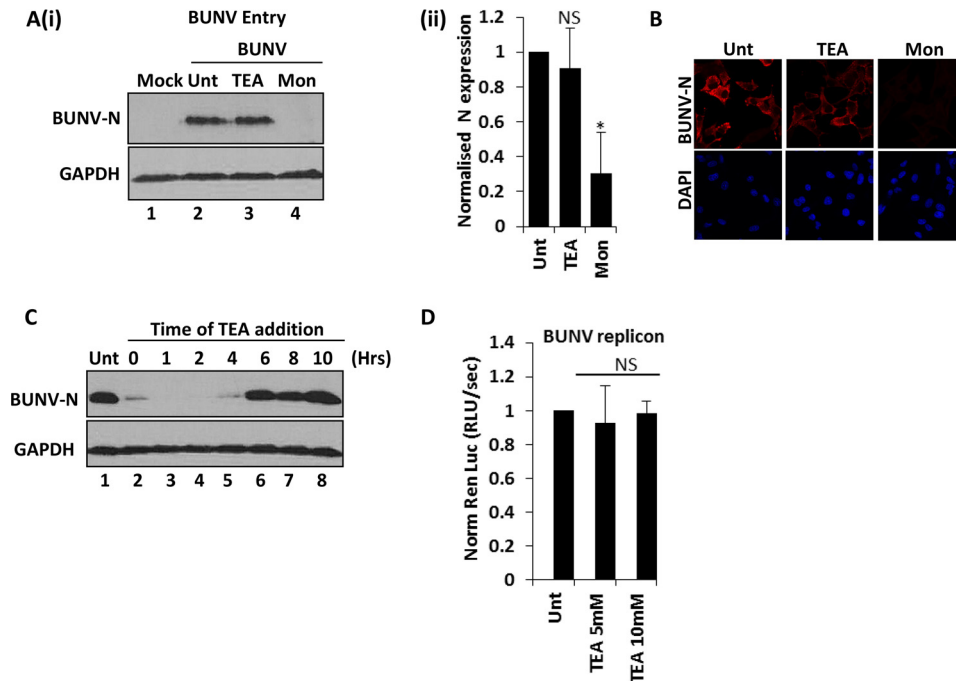 A(i)
BUNV Entry
BUNV
Mock Unt TEA Mon
BUNV-N
GAPDH
1 2 3 4
(ii)
Normalised N expression
1.2
1
0.8
0.6
0.4
0.2
0
NS
*
Unt
TEA
Mon
B
Unt TEA Mon
BUNV-N
DAPI
C
Time of TEA addition
Unt 0 1 2 4 6 8 10 (Hrs)
BUNV-N
GAPDH
1 2 3 4 5 6 7 8
D
BUNV replicon
Norm Ren Luc (RLU/sec)
1.4
1.2
1
0.8
0.6
0.4
0.2
0
NS
Unt
TEA 5mM
TEA 10mM